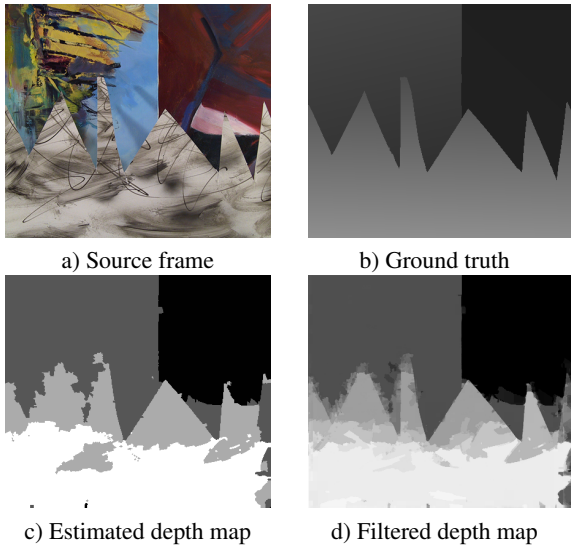 a) Source frame
b) Ground truth
c) Estimated depth map
d) Filtered depth map